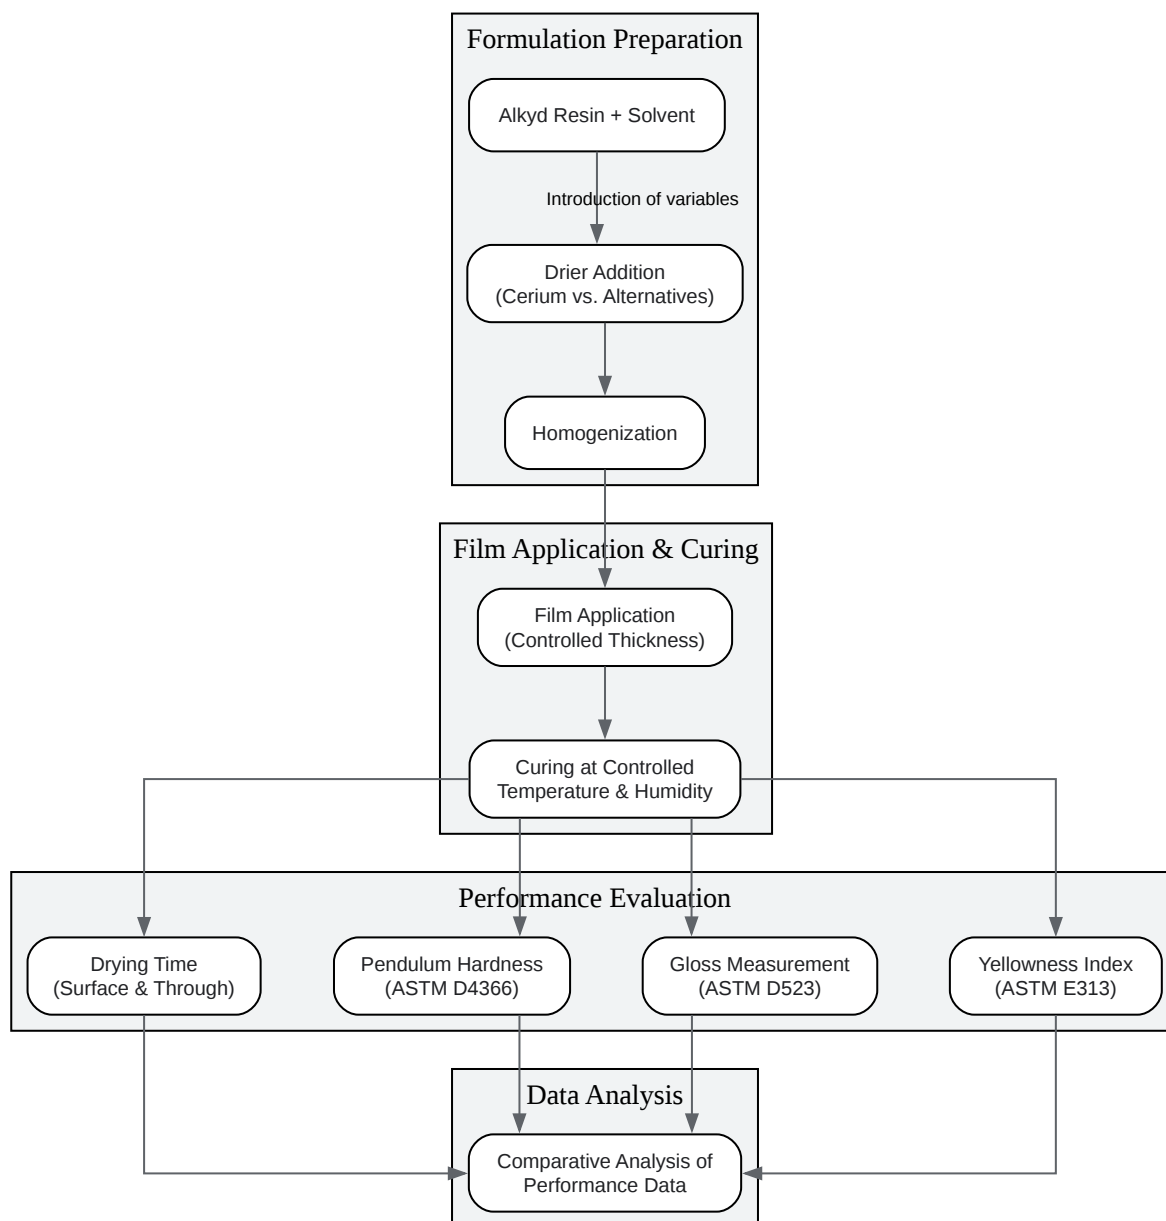 Formulation Preparation
Alkyd Resin + Solvent
Introduction of variables
Drier Addition
(Cerium vs. Alternatives)
Homogenization
Film Application & Curing
Film Application
(Controlled Thickness)
Curing at Controlled
Temperature & Humidity
Performance Evaluation
Drying Time
(Surface & Through)
Pendulum Hardness
(ASTM D4366)
Gloss Measurement
(ASTM D523)
Yellowness Index
(ASTM E313)
Data Analysis
Comparative Analysis of
Performance Data